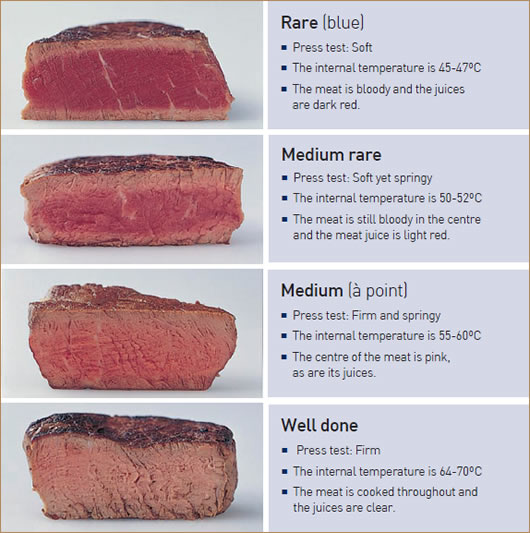 Rare (blue)
▪ Press test: Soft
▪ The internal temperature is 45-47ºC
▪ The meat is bloody and the juices
are dark red.
Medium rare
▪ Press test: Soft yet springy
▪ The internal temperature is 50-52ºC
▪ The meat is still bloody in the centre
and the meat juice is light red.
Medium (à point)
▪ Press test: Firm and springy
▪ The internal temperature is 55-60ºC
▪ The centre of the meat is pink,
as are its juices.
Well done
▪ Press test: Firm
▪ The internal temperature is 64-70ºC
▪ The meat is cooked throughout and
the juices are clear.